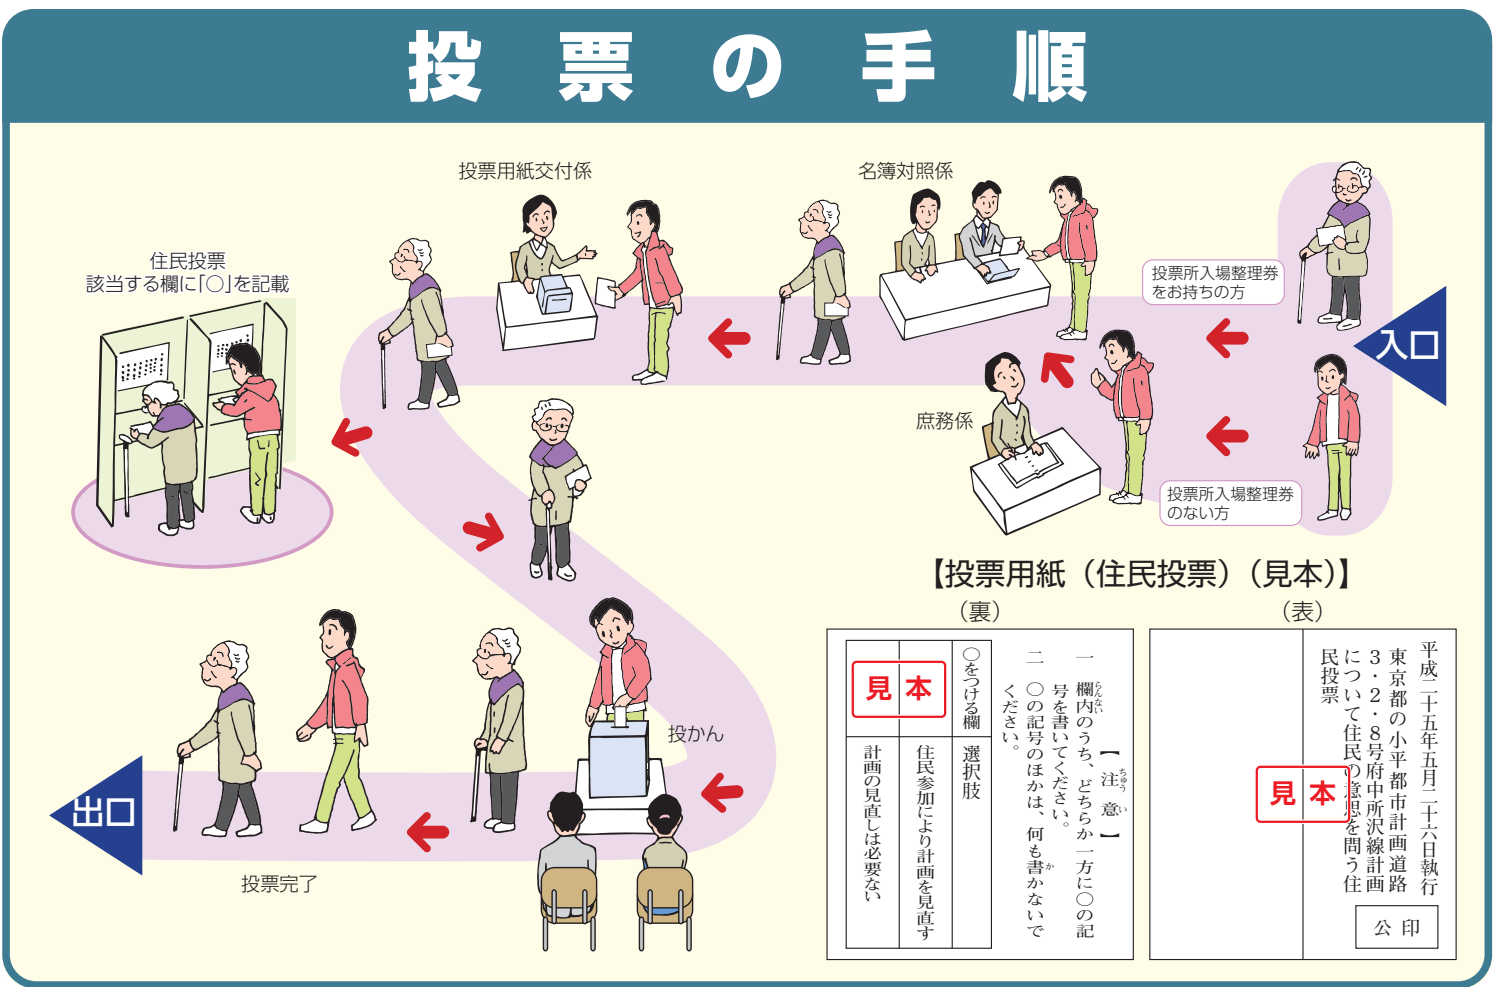 投票の手順
入口
投票所入場整理券
をお持ちの方
投票所入場整理券
のない方
庶務係
名簿対照係
投票用紙交付係
住民投票
該当する欄に「○」を記載
投かん
投票完了
出口
【投票用紙（住民投票）（見本）】
（表）
平成二十五年五月二十六日執行
東京都の小平都市計画道路
３・２・８号府中所沢線計画
について住民の意思を問う住
民投票
見本
公印
（裏）
【注意】
ちゅう い
一 欄内のうち、どちらか一方に○の記
らんない
号を書いてください。
二 ○の記号のほかは、何も書かないで
か
ください。
○をつける欄
選択肢
住民参加により計画を見直す
計画の見直しは必要ない
見本